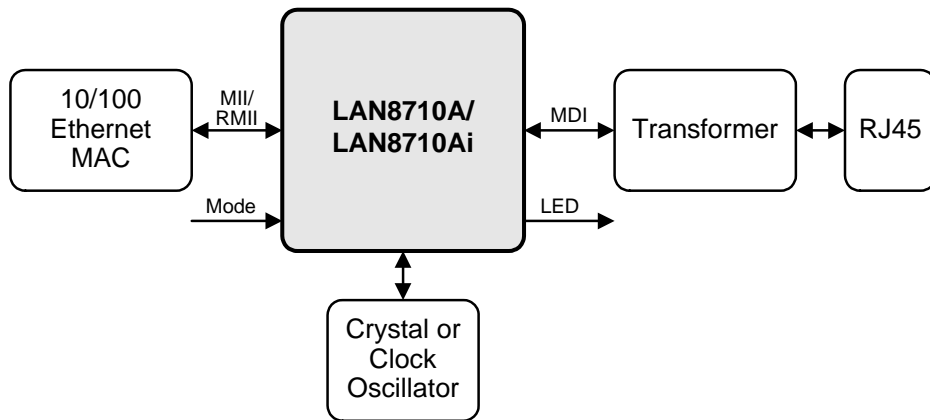 10/100
Ethernet
MAC
MII/
RMII
Mode
LAN8710A/
LAN8710Ai
MDI
LED
Transformer
RJ45
Crystal or
Clock
Oscillator